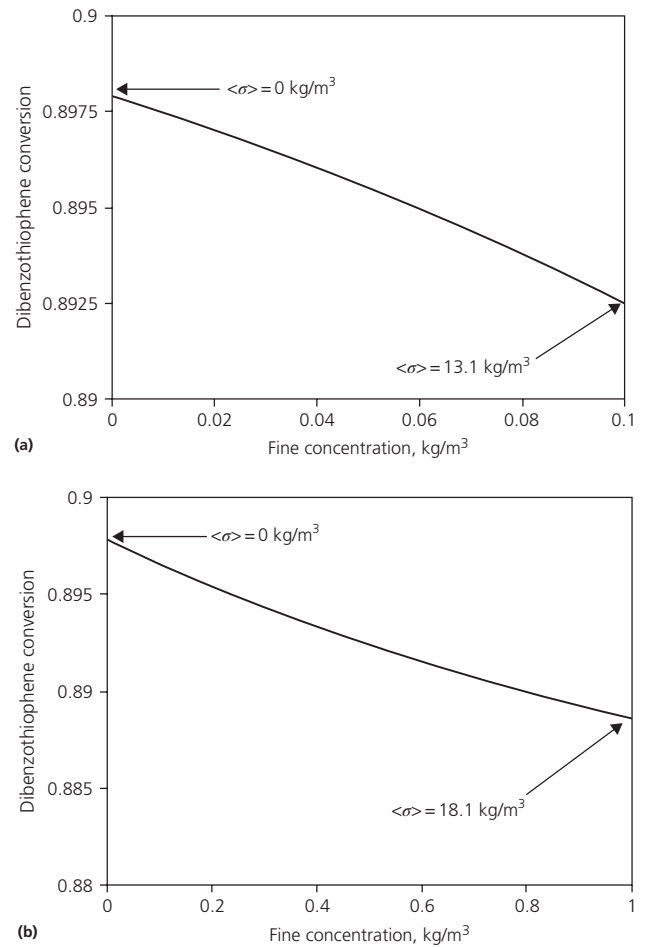 0.9
<σ> = 0 kg/m³
0.8975
0.895
0.8925
<σ> = 13.1 kg/m³
0.89
0 0.02 0.04 0.06 0.08 0.1
Dibenzothiophene conversion
Fine concentration, kg/m³
(a)
0.9
<σ> = 0 kg/m³
0.895
0.89
0.885
<σ> = 18.1 kg/m³
0.88
0 0.2 0.4 0.6 0.8 1
Dibenzothiophene conversion
Fine concentration, kg/m³
(b)